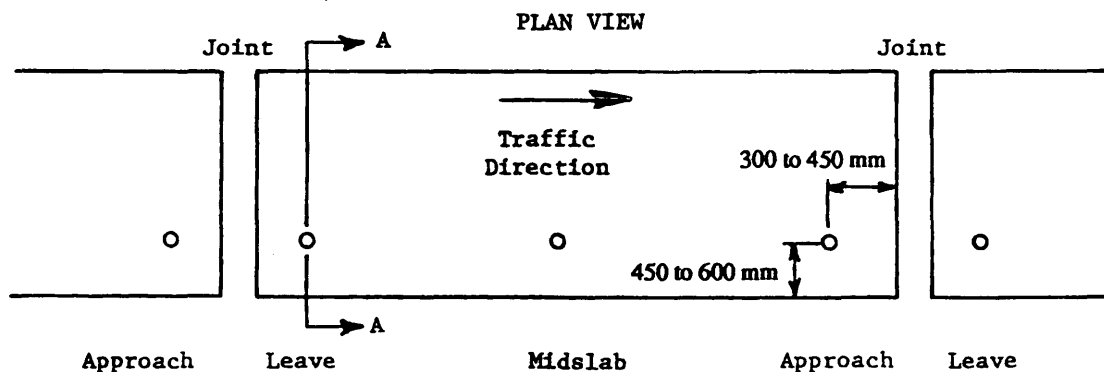 PLAN VIEW
Joint
A
Joint
Traffic
Direction
300 to 450 mm
450 to 600 mm
A
Approach
Leave
Midslab
Approach
Leave